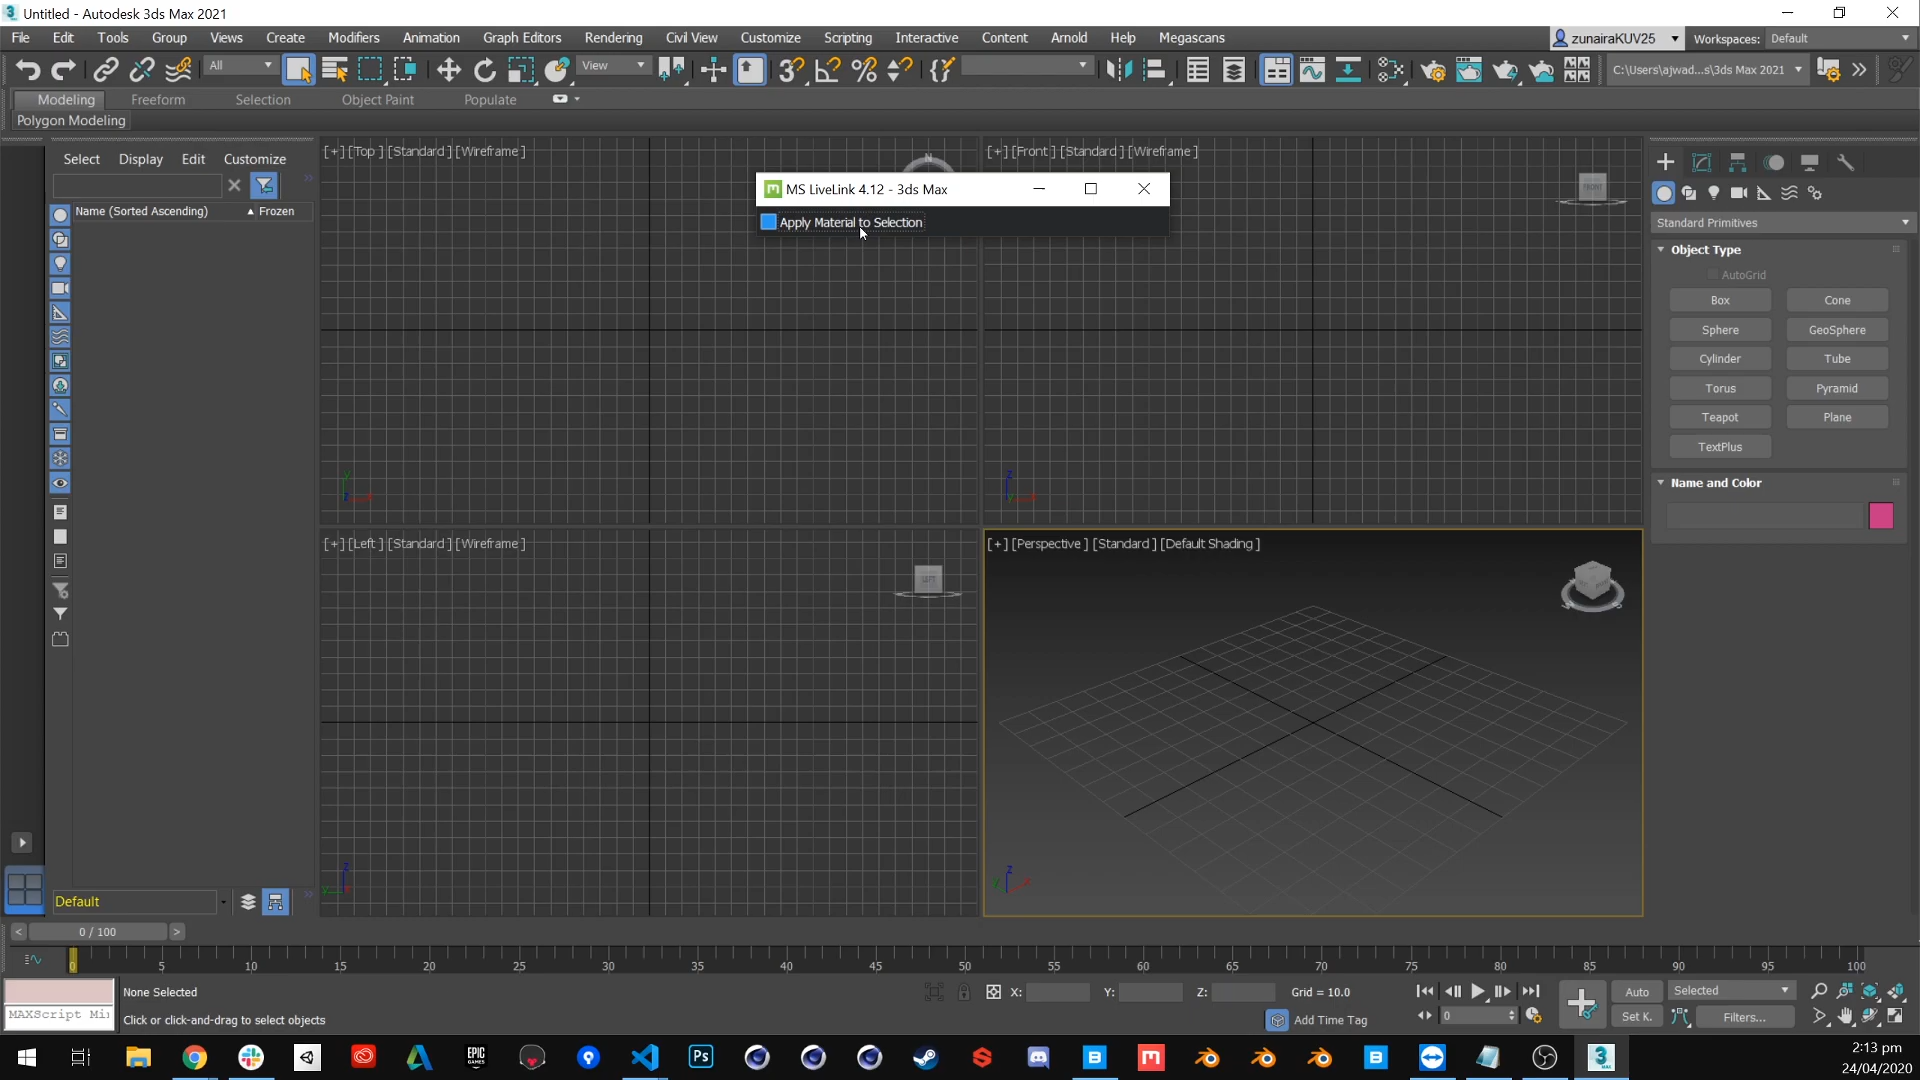 Untitled - Autodesk 3ds Max 2021
File Edit Tools Group Views Create Modifiers Animation Graph Editors Rendering Civil View Customize Scripting Interactive Content Arnold Help Megascans
zunairaKUV25 Workspaces: Default
All View C:\Users\ajwad...s\3ds Max 2021
Modeling Freeform Selection Object Paint Populate
Polygon Modeling
Select Display Edit Customize
Name (Sorted Ascending) Frozen
[+] [Top ] [Standard ] [Wireframe ]
[+] [Front ] [Standard ] [Wireframe ]
MS LiveLink 4.12 - 3ds Max
Apply Material to Selection
N
FRONT
Standard Primitives
Object Type
AutoGrid
Box Cone
Sphere GeoSphere
Cylinder Tube
Torus Pyramid
Teapot Plane
TextPlus
Name and Color
y
z x
z
y x
[+] [Left ] [Standard ] [Wireframe ]
LEFT
[+] [Perspective ] [Standard ] [Default Shading ]
z
y
z
y x
Default
< 0 / 100 >
0 5 10 15 20 25 30 35 40 45 50 55 60 65 70 75 80 85 90 95 100
None Selected X: Y: Z: Grid = 10.0
MAXScript Mi
Click or click-and-drag to select objects
Add Time Tag
0
Auto Selected
Set K. Filters...
EPIC GAMES
Ps
2:13 pm
24/04/2020